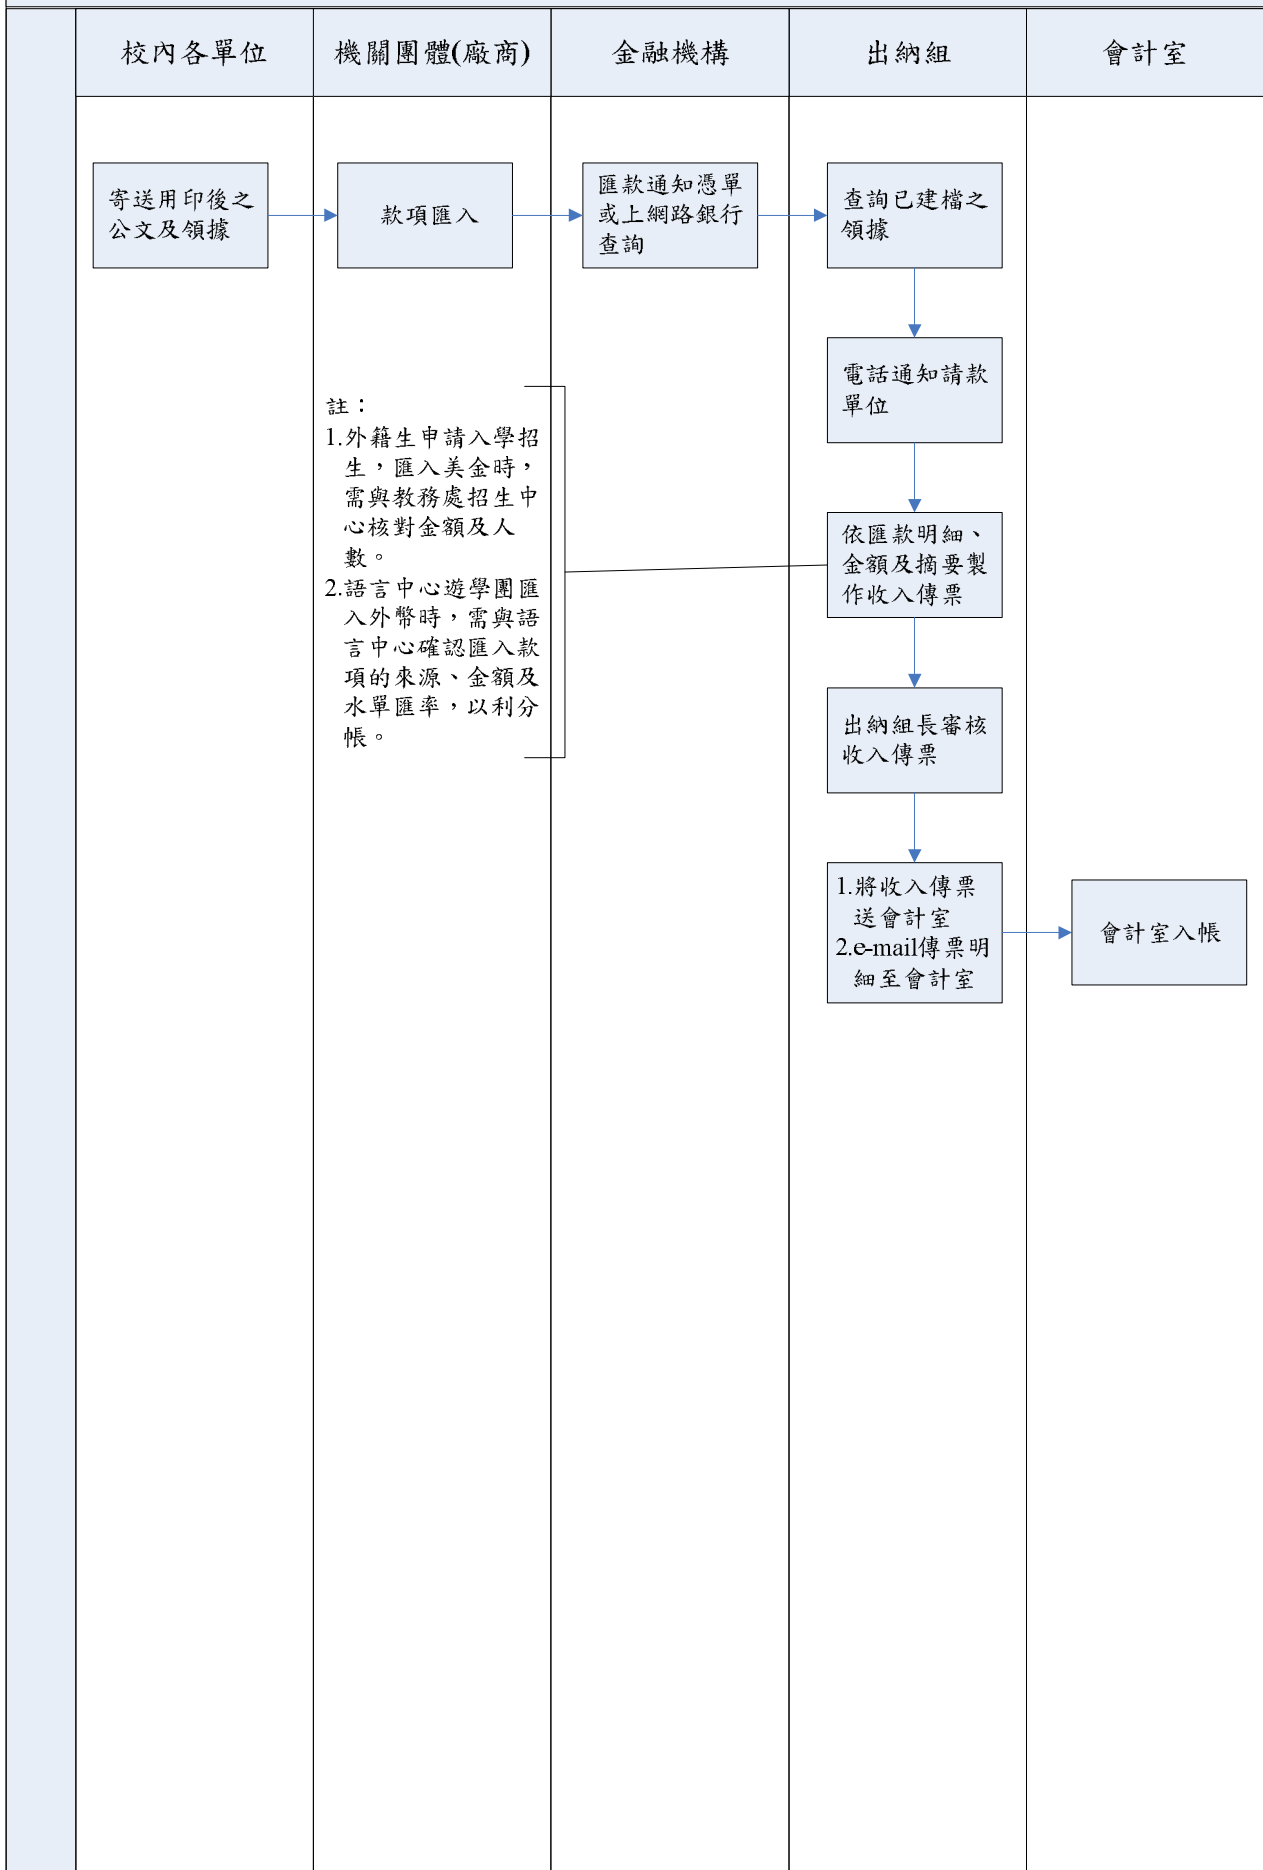 校內各單位
機關團體(廠商)
金融機構
出納組
會計室
寄送用印後之
公文及領據
款項匯入
匯款通知憑單
或上網路銀行
查詢
查詢已建檔之
領據
電話通知請款
單位
註：
1.外籍生申請入學招
生，匯入美金時，
需與教務處招生中
心核對金額及人
數。
2.語言中心遊學團匯
入外幣時，需與語
言中心確認匯入款
項的來源、金額及
水單匯率，以利分
帳。
依匯款明細、
金額及摘要製
作收入傳票
出納組長審核
收入傳票
1.將收入傳票
送會計室
2.e-mail傳票明
細至會計室
會計室入帳